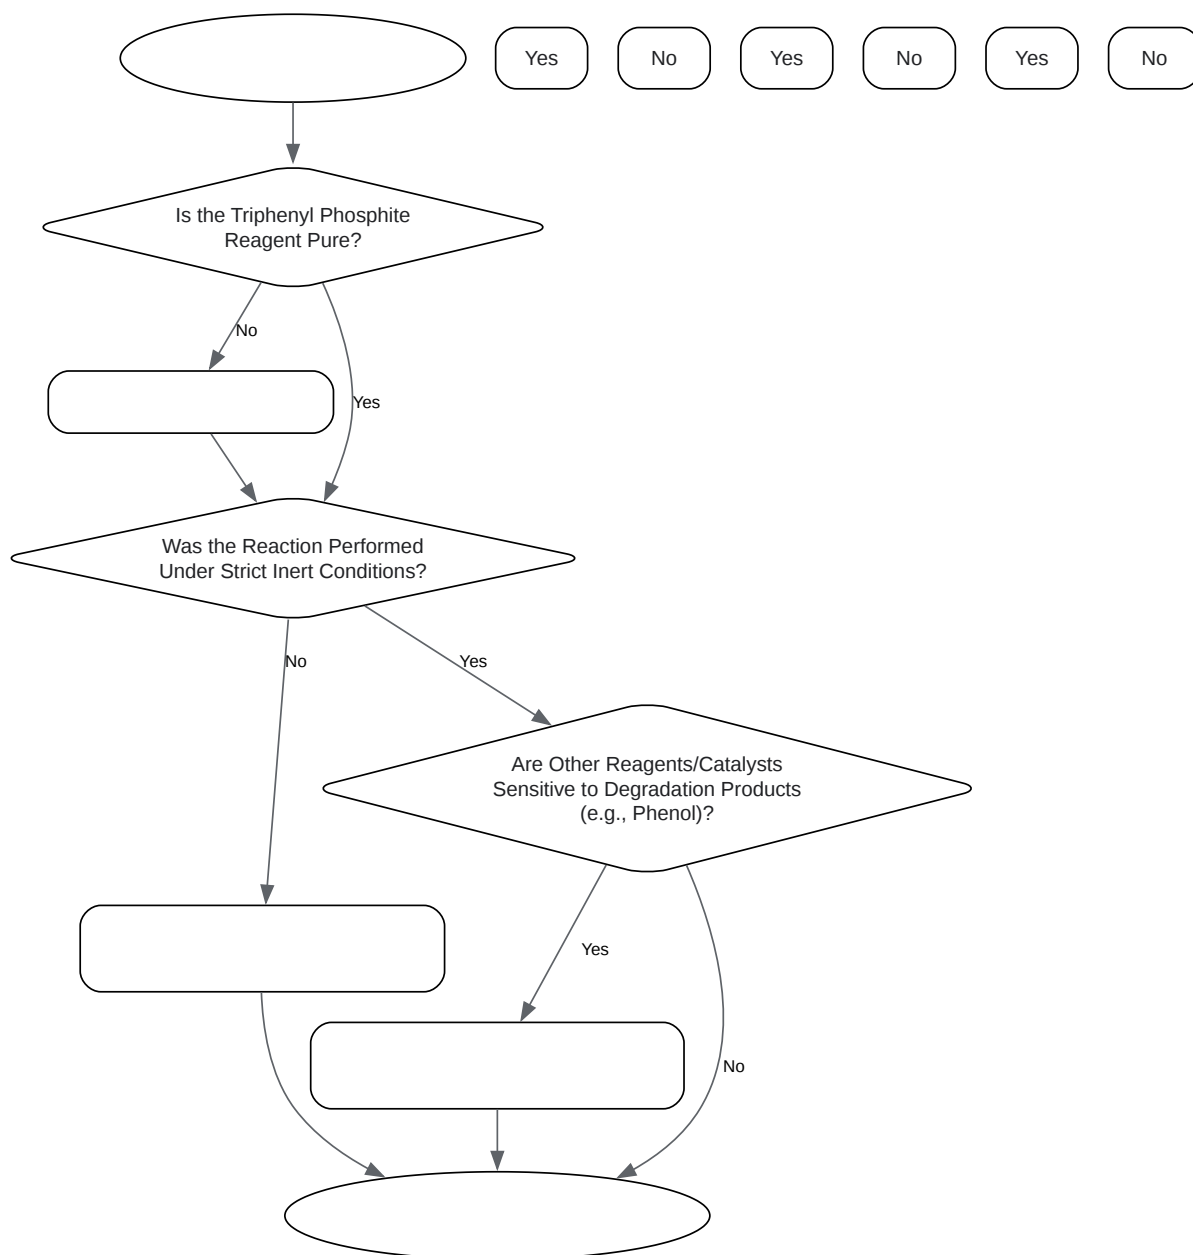 Yes
No
Yes
No
Yes
No
Is the Triphenyl Phosphite
Reagent Pure?
No
Yes
Was the Reaction Performed
Under Strict Inert Conditions?
No
Yes
Are Other Reagents/Catalysts
Sensitive to Degradation Products
(e.g., Phenol)?
Yes
No